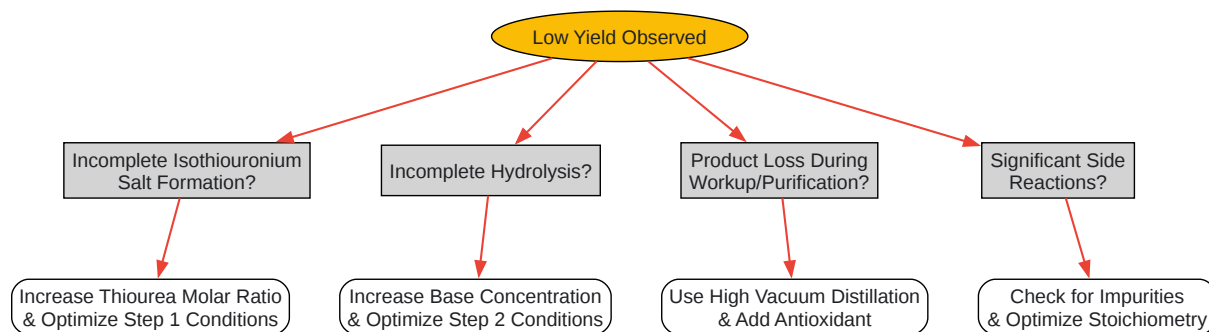 Low Yield Observed
Incomplete Isothiouronium
Salt Formation?
Incomplete Hydrolysis?
Product Loss During
Workup/Purification?
Significant Side
Reactions?
Increase Thiourea Molar Ratio
& Optimize Step 1 Conditions
Increase Base Concentration
& Optimize Step 2 Conditions
Use High Vacuum Distillation
& Add Antioxidant
Check for Impurities
& Optimize Stoichiometry